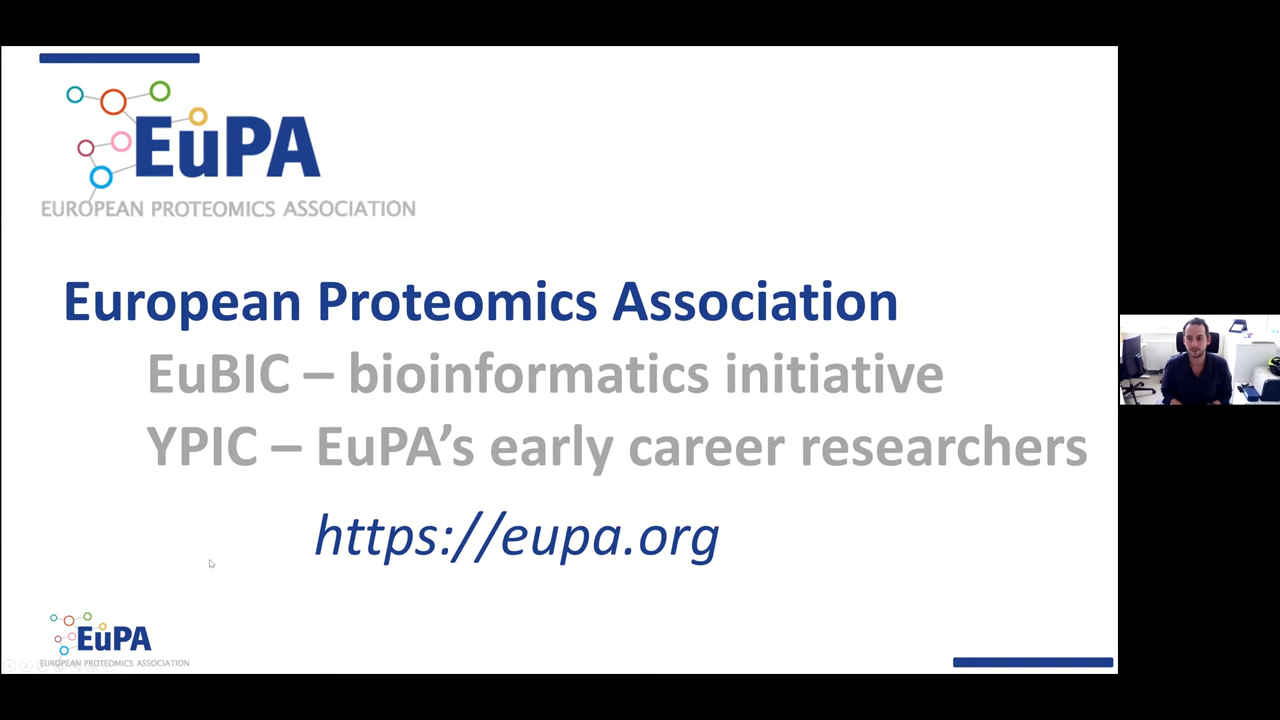 EuPA
EUROPEAN PROTEOMICS ASSOCIATION
European Proteomics Association
EuBIC – bioinformatics initiative
YPIC – EuPA’s early career researchers
https://eupa.org
EuPA
EUROPEAN PROTEOMICS ASSOCIATION